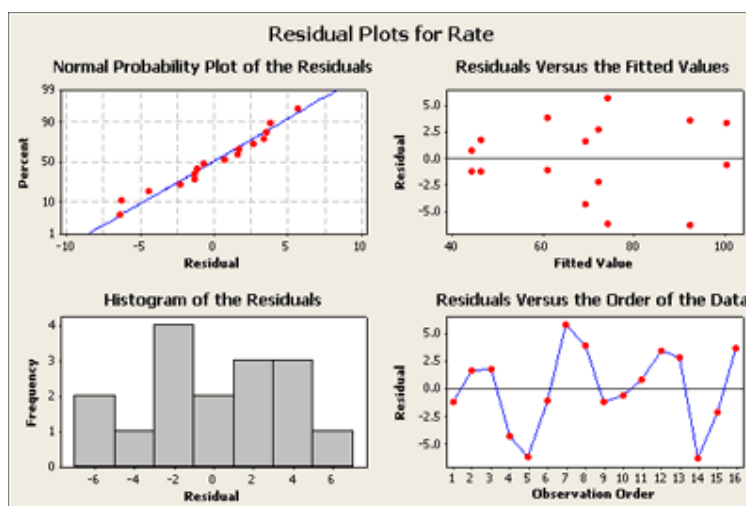 Residual Plots for Rate
Normal Probability Plot of the Residuals
99
90
50
10
1
Percent
-10 -5 0 5 10
Residual
Residuals Versus the Fitted Values
5.0
2.5
0.0
-2.5
-5.0
Residual
40 60 80 100
Fitted Value
Histogram of the Residuals
4
3
2
1
0
Frequency
-6 -4 -2 0 2 4 6
Residual
Residuals Versus the Order of the Data
5.0
2.5
0.0
-2.5
-5.0
Residual
1 2 3 4 5 6 7 8 9 10 11 12 13 14 15 16
Observation Order